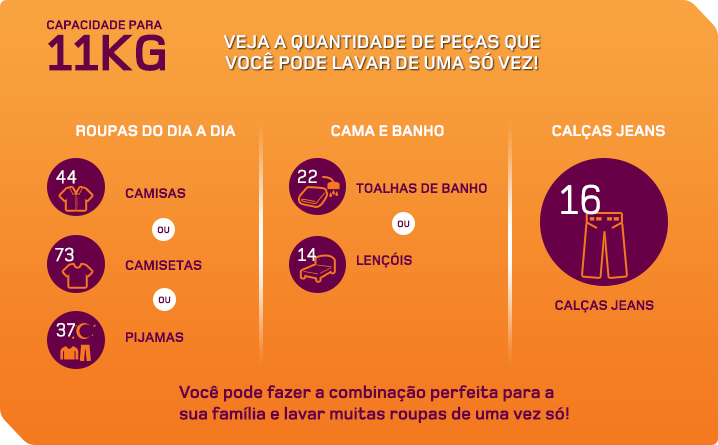 CAPACIDADE PARA
11KG
VEJA A QUANTIDADE DE PEÇAS QUE
VOCÊ PODE LAVAR DE UMA SÓ VEZ!
ROUPAS DO DIA A DIA
44
CAMISAS
OU
73
CAMISETAS
OU
37
PIJAMAS
CAMA E BANHO
22
TOALHAS DE BANHO
OU
14
LENÇÓIS
CALÇAS JEANS
16
CALÇAS JEANS
Você pode fazer a combinação perfeita para a
sua família e lavar muitas roupas de uma vez só!